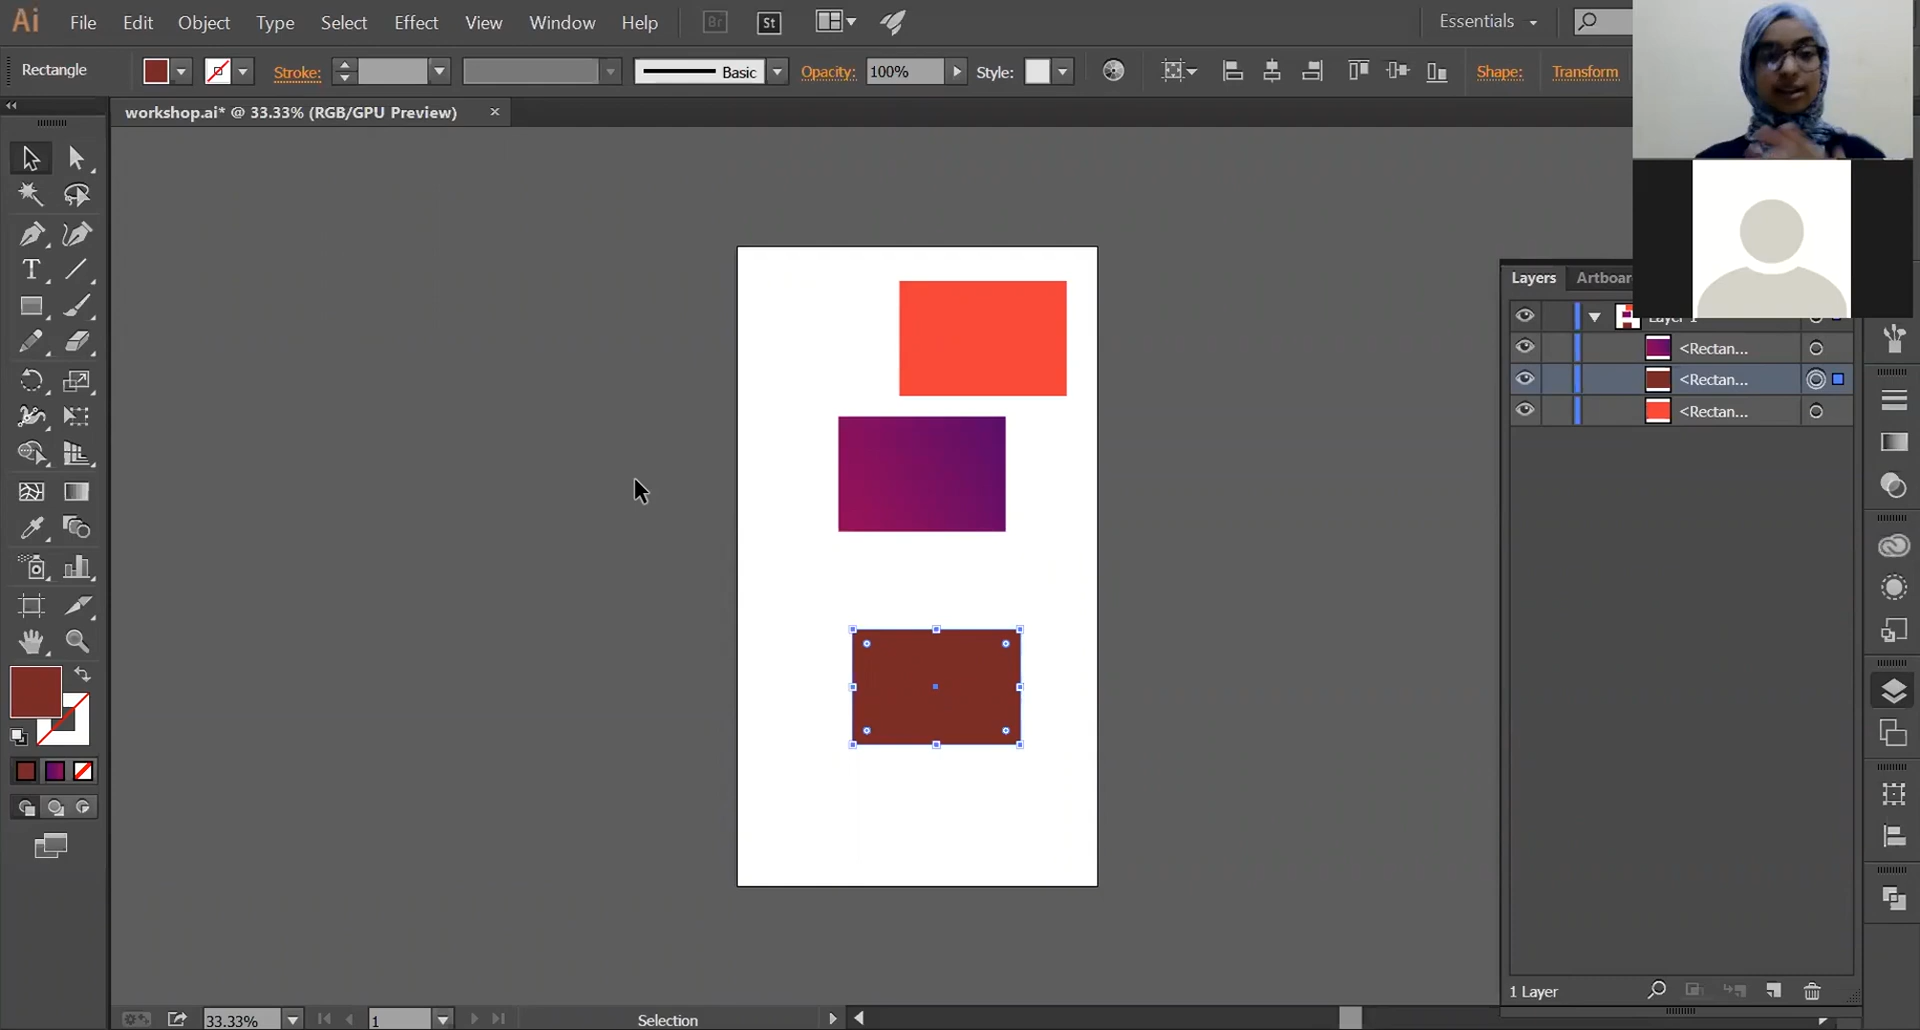 Ai File Edit Object Type Select Effect View Window Help Br St Essentials
Rectangle Stroke: Basic Opacity: 100% Style: Shape: Transform
workshop.ai* @ 33.33% (RGB/GPU Preview) ×
T
Layers
<Rectan...
<Rectan...
<Rectan...
1 Layer
33.33% 1 Selection